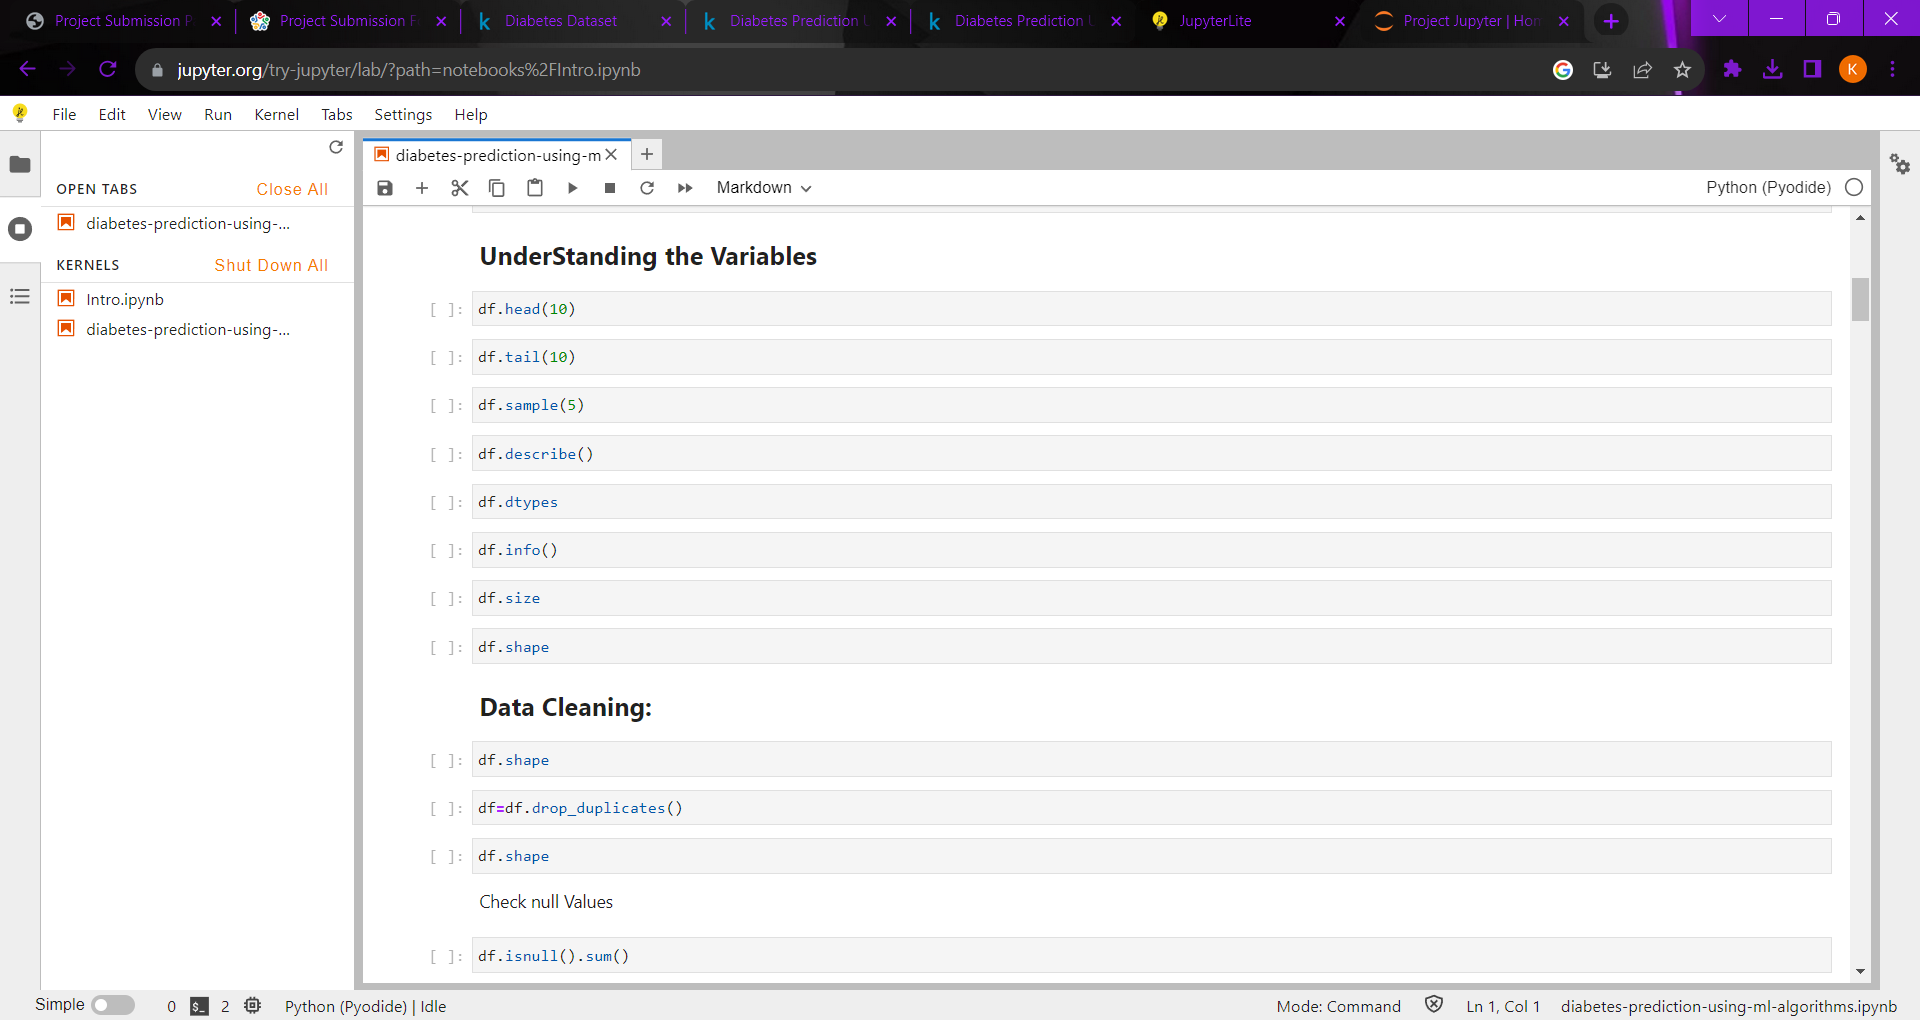 Project Submission P
Project Submission F
Diabetes Dataset
Diabetes Prediction U
Diabetes Prediction U
JupyterLite
Project Jupyter | Hom
jupyter.org/try-jupyter/lab/?path=notebooks%2FIntro.ipynb
K
File Edit View Run Kernel Tabs Settings Help
OPEN TABS Close All
diabetes-prediction-using-...
KERNELS Shut Down All
Intro.ipynb
diabetes-prediction-using-...
diabetes-prediction-using-m
Markdown
Python (Pyodide)
UnderStanding the Variables
[ ]: df.head(10)
[ ]: df.tail(10)
[ ]: df.sample(5)
[ ]: df.describe()
[ ]: df.dtypes
[ ]: df.info()
[ ]: df.size
[ ]: df.shape
Data Cleaning:
[ ]: df.shape
[ ]: df=df.drop_duplicates()
[ ]: df.shape
Check null Values
[ ]: df.isnull().sum()
Simple 0 $_ 2 Python (Pyodide) | Idle Mode: Command Ln 1, Col 1 diabetes-prediction-using-ml-algorithms.ipynb